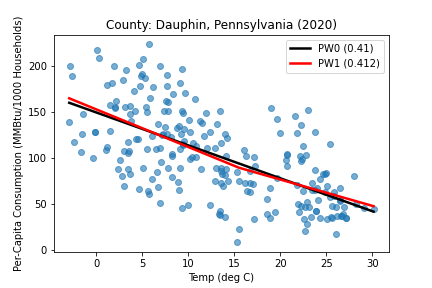 County: Dauphin, Pennsylvania (2020)
PW0 (0.41)
PW1 (0.412)
Per-Capita Consumption (MMBtu/1000 Households)
200
150
100
50
0
0 5 10 15 20 25 30
Temp (deg C)